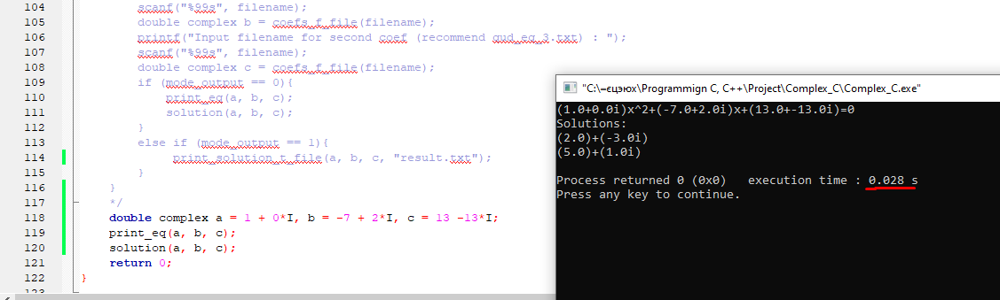 104 scanf("%99s", filename);
105 double complex b = coefs_f_file(filename);
106 printf("Input filename for second coef (recommend qud_eq_3.txt) : ");
107 scanf("%99s", filename);
108 double complex c = coefs_f_file(filename);
109 if (mode_output == 0){
110 print_eq(a, b, c);
111 solution(a, b, c);
112 }
113 else if (mode_output == 1){
114 print_solution_t_file(a, b, c, "result.txt");
115 }
116 }
117 */
118 double complex a = 1 + 0*I, b = -7 + 2*I, c = 13 -13*I;
119 print_eq(a, b, c);
120 solution(a, b, c);
121 return 0;
122 }
123
"C:\=єцэюх\Programmign C, C++\Project\Complex_C\Complex_C.exe"
(1.0+0.0i)x^2+(-7.0+2.0i)x+(13.0+-13.0i)=0
Solutions:
(2.0)+(-3.0i)
(5.0)+(1.0i)
Process returned 0 (0x0) execution time : 0.028 s
Press any key to continue.